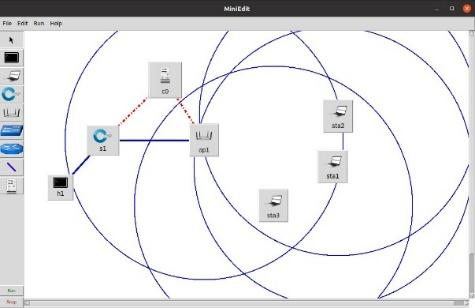 MiniEdit
File Edit Run Help
c0
sta2
s1
ap1
sta1
h1
sta3
Run
Stop